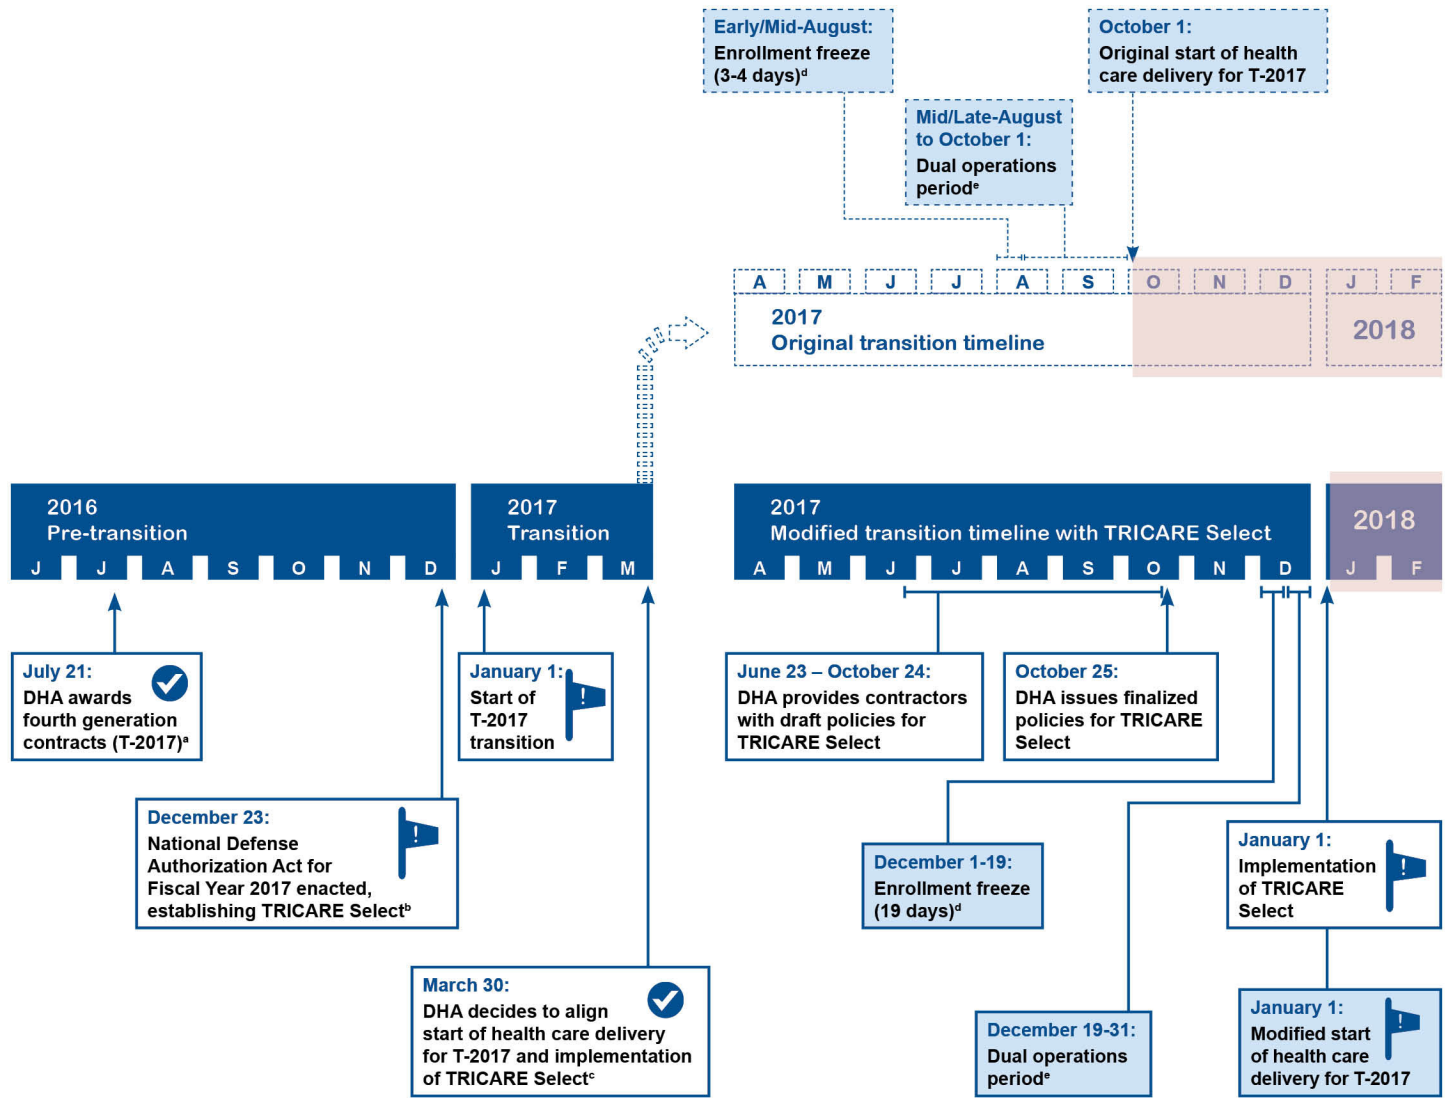 Early/Mid-August:
Enrollment freeze
(3-4 days)d
October 1:
Original start of health
care delivery for T-2017
Mid/Late-August
to October 1:
Dual operations
periode
A M J J A S O N D J F
2017
Original transition timeline
2018
2016
Pre-transition
J J A S O N D
2017
Transition
J F M
2017
Modified transition timeline with TRICARE Select
A M J J A S O N D
2018
J F
July 21:
DHA awards
fourth generation
contracts (T-2017)a
January 1:
Start of
T-2017
transition
!
June 23 – October 24:
DHA provides contractors
with draft policies for
TRICARE Select
October 25:
DHA issues finalized
policies for TRICARE
Select
December 23:
National Defense
Authorization Act for
Fiscal Year 2017 enacted,
establishing TRICARE Selectb
!
December 1-19:
Enrollment freeze
(19 days)d
January 1:
Implementation
of TRICARE
Select
!
March 30:
DHA decides to align
start of health care delivery
for T-2017 and implementation
of TRICARE Selectc
December 19-31:
Dual operations
periode
January 1:
Modified start
of health care
delivery for T-2017
!